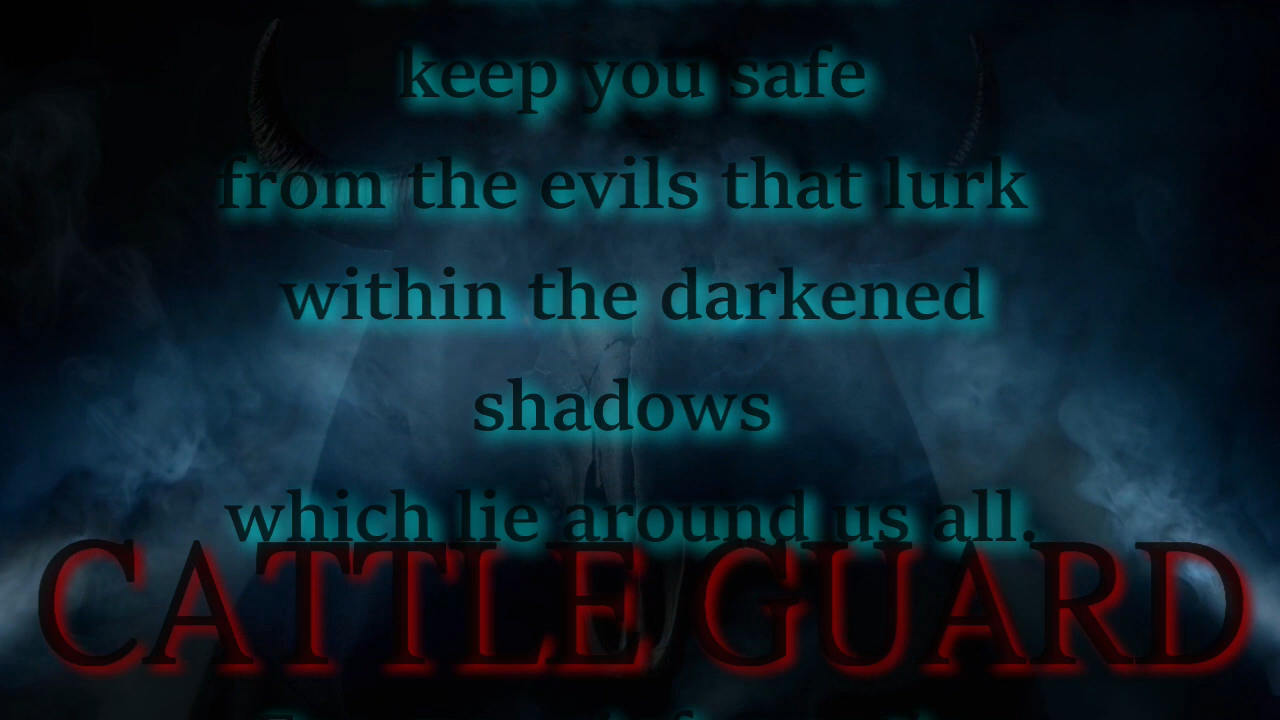 keep you safe
from the evils that lurk
within the darkened
shadows
which lie around us all.
CATTLE GUARD